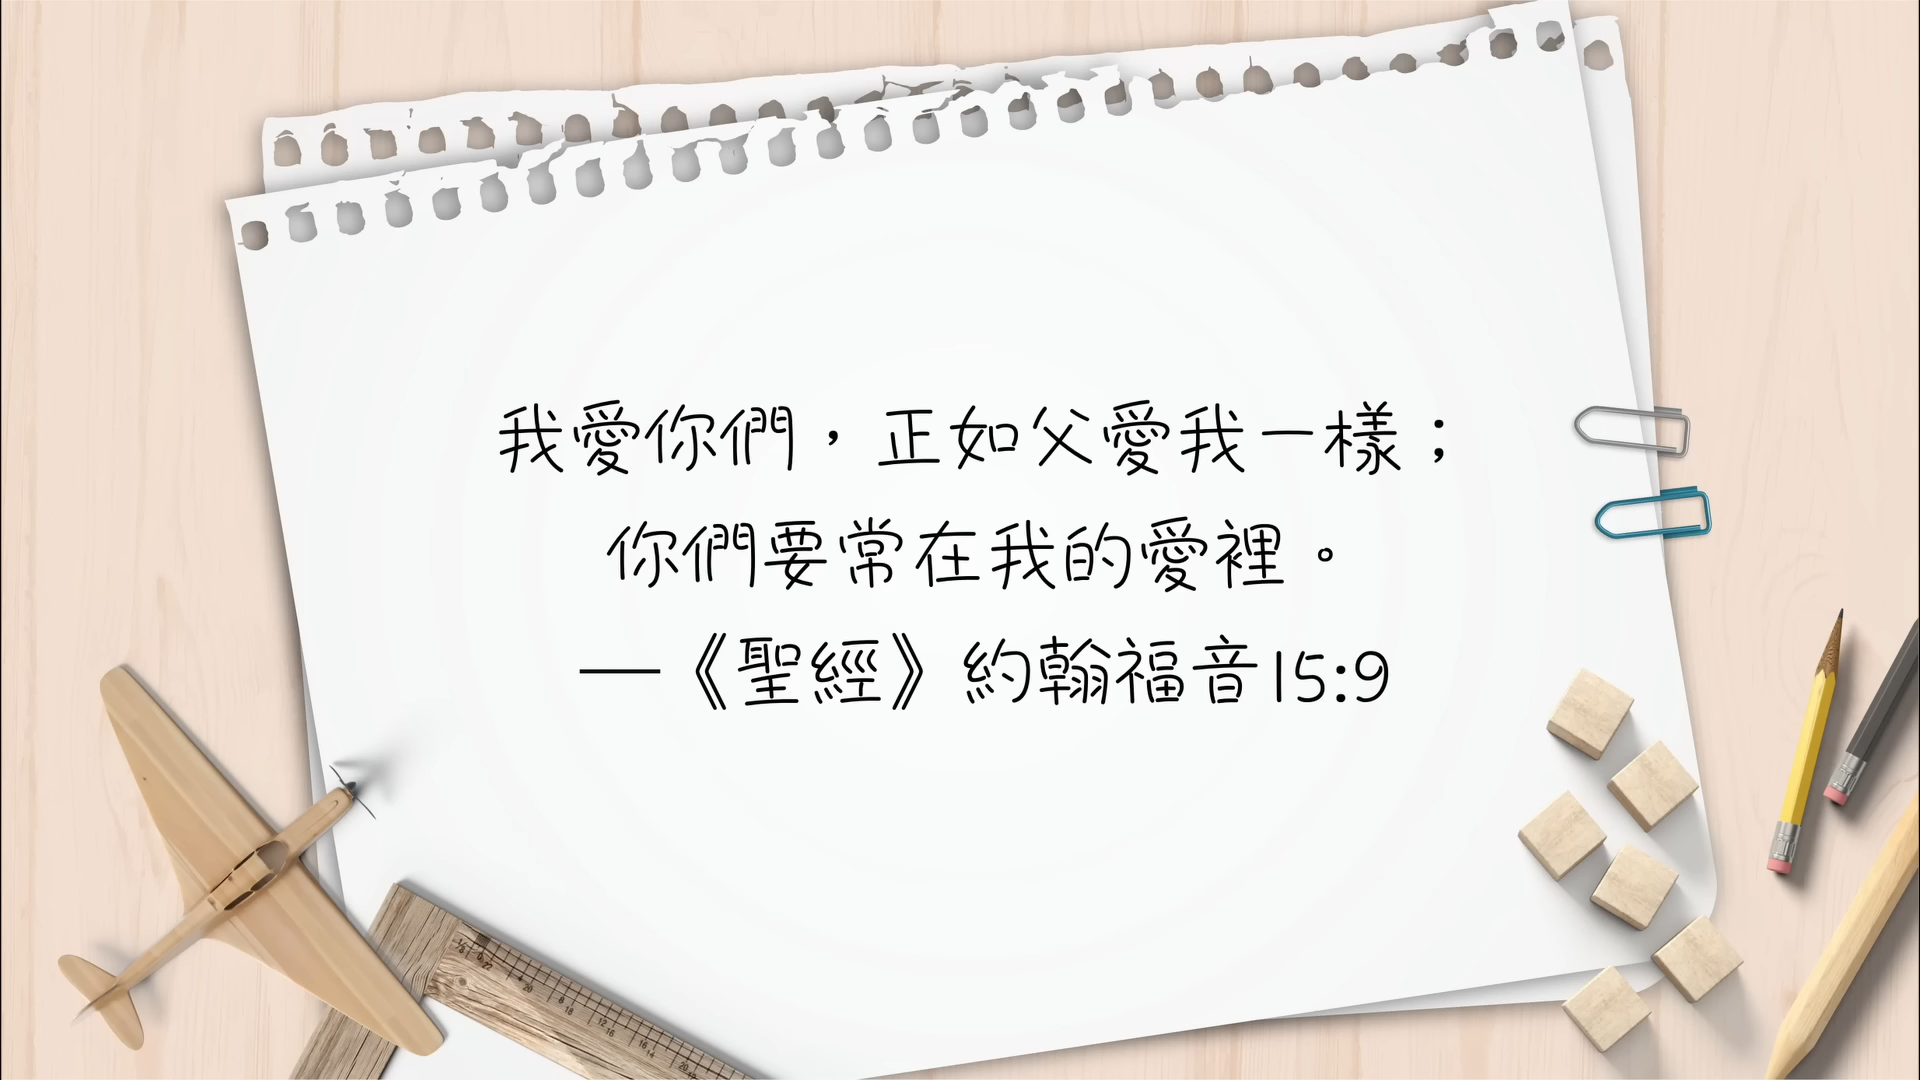 我愛你們，正如父愛我一樣；
你們要常在我的愛裡。
—《聖經》約翰福音15:9